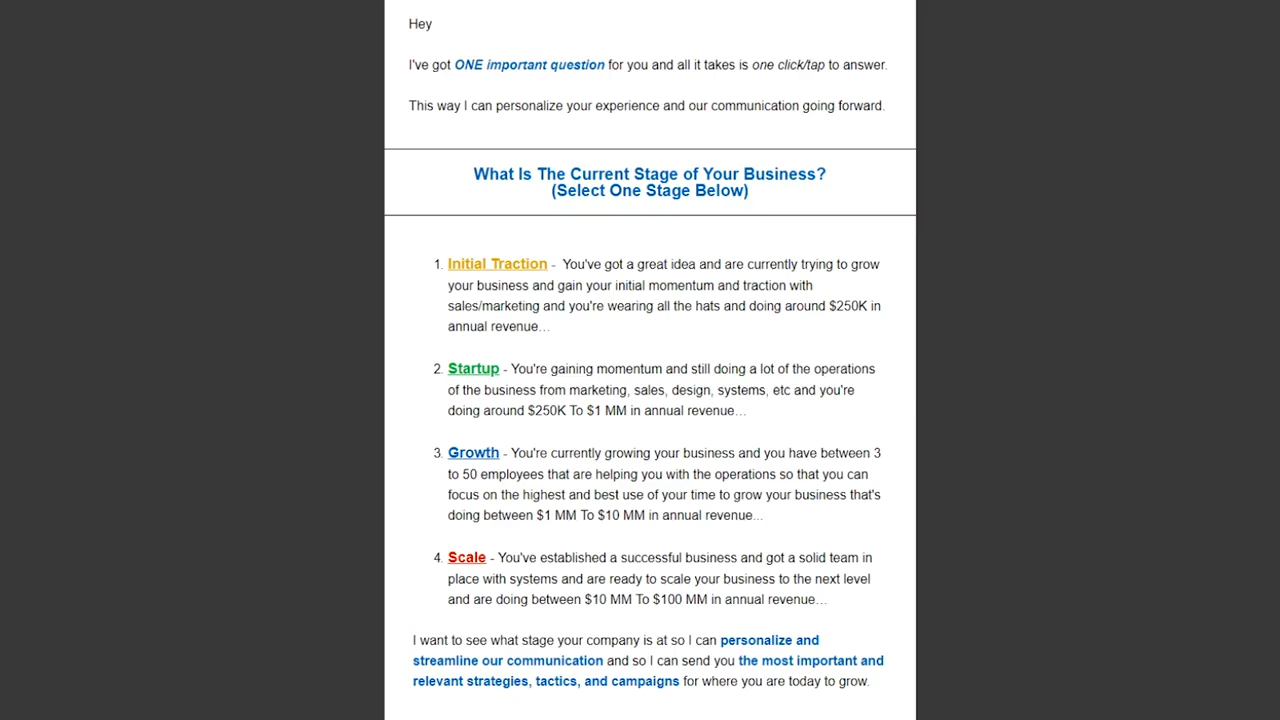 Hey
I've got ONE important question for you and all it takes is one click/tap to answer.
This way I can personalize your experience and our communication going forward.
What Is The Current Stage of Your Business?
(Select One Stage Below)
1. Initial Traction -  You've got a great idea and are currently trying to grow
your business and gain your initial momentum and traction with
sales/marketing and you're wearing all the hats and doing around $250K in
annual revenue…
2. Startup - You're gaining momentum and still doing a lot of the operations
of the business from marketing, sales, design, systems, etc and you're
doing around $250K To $1 MM in annual revenue…
3. Growth - You're currently growing your business and you have between 3
to 50 employees that are helping you with the operations so that you can
focus on the highest and best use of your time to grow your business that's
doing between $1 MM To $10 MM in annual revenue...
4. Scale - You've established a successful business and got a solid team in
place with systems and are ready to scale your business to the next level
and are doing between $10 MM To $100 MM in annual revenue…
I want to see what stage your company is at so I can personalize and
streamline our communication and so I can send you the most important and
relevant strategies, tactics, and campaigns for where you are today to grow.